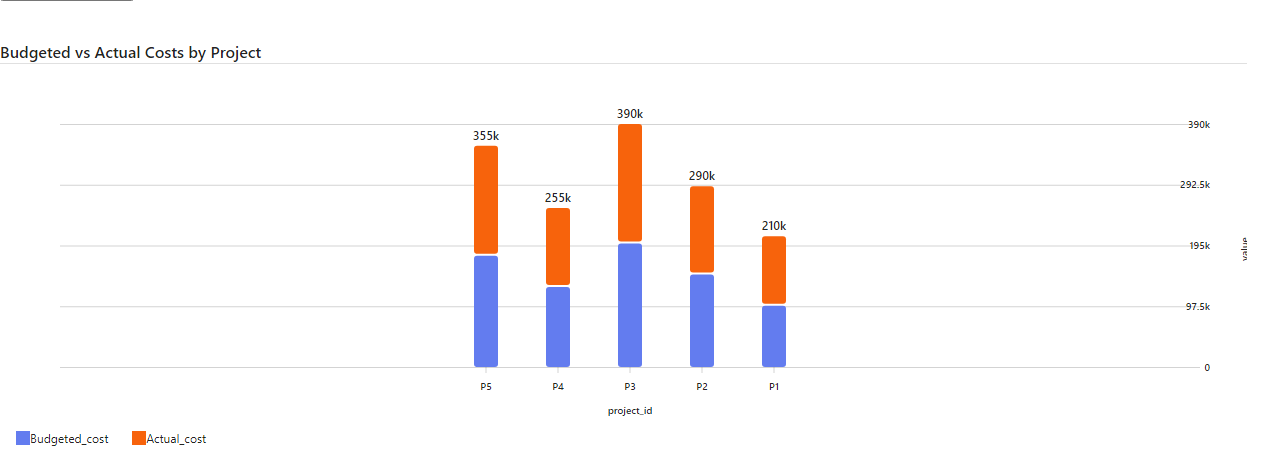 Budgeted vs Actual Costs by Project
390k
355k
290k
255k
210k
390k
292.5k
195k
97.5k
0
value
P5 P4 P3 P2 P1
project_id
Budgeted_cost Actual_cost